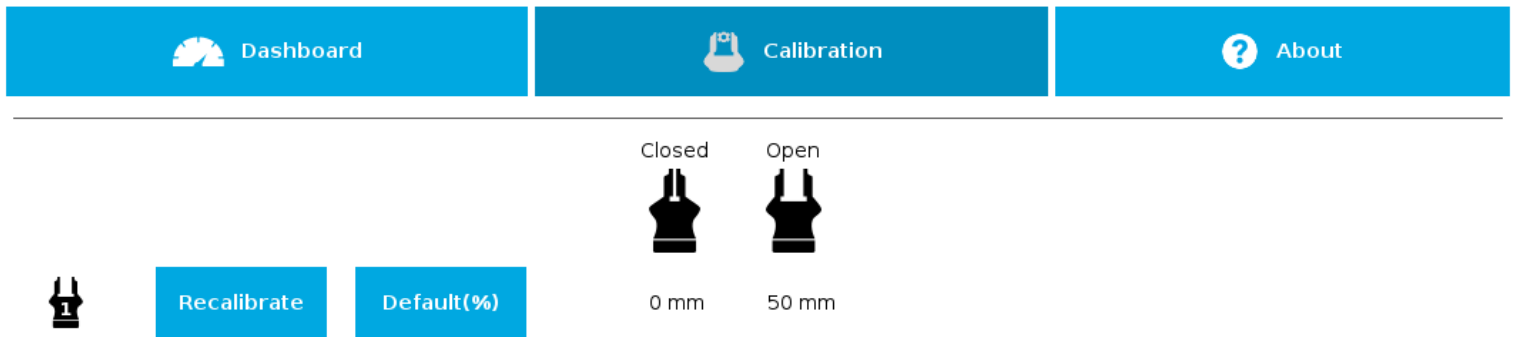 Dashboard
Calibration
About
Closed
Open
1
Recalibrate
Default(%)
0 mm
50 mm